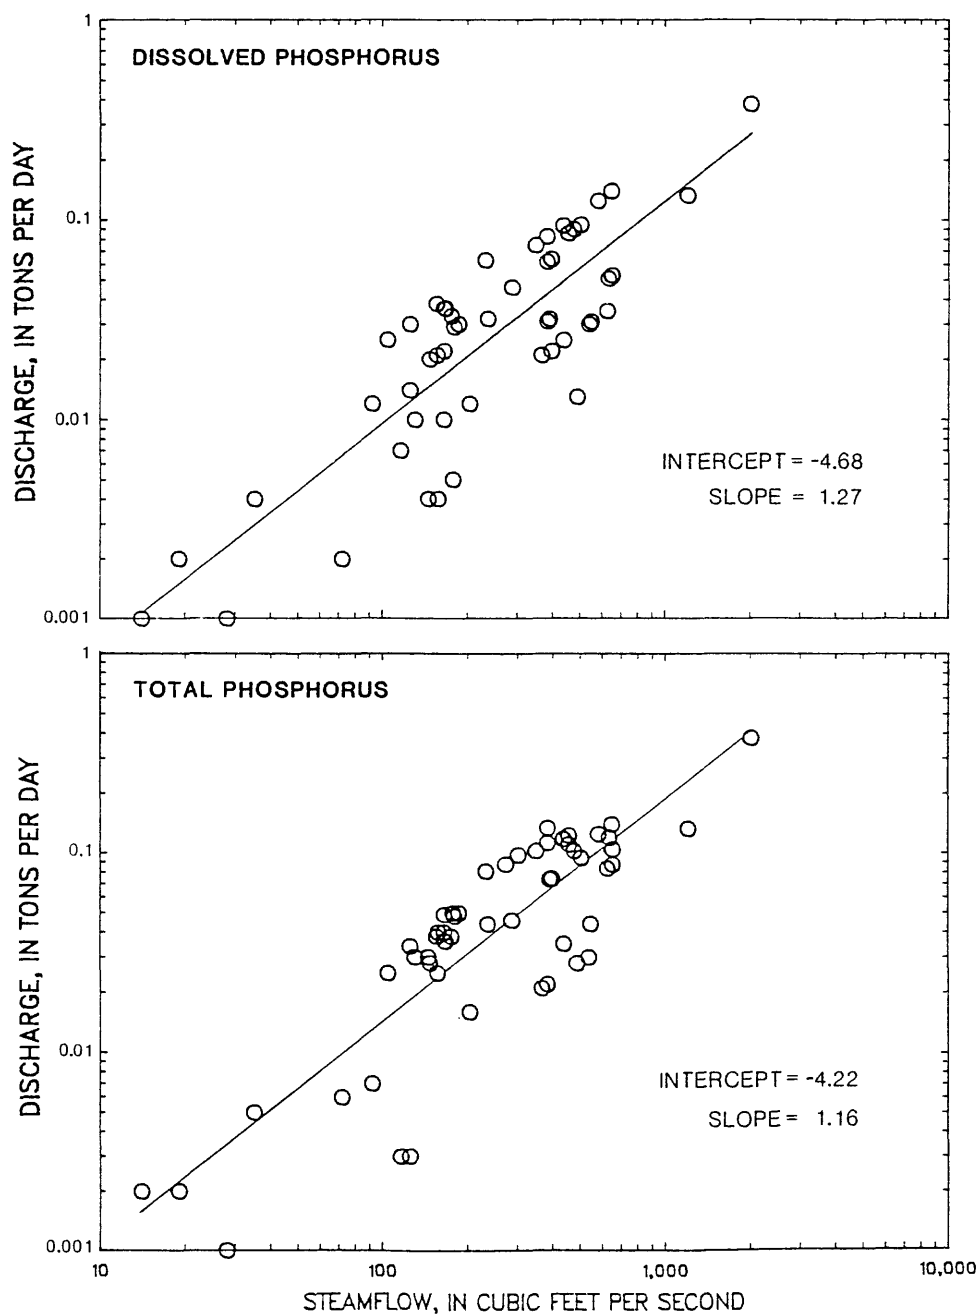 DISSOLVED PHOSPHORUS
DISCHARGE, IN TONS PER DAY
1
0.1
0.01
0.001
INTERCEPT = -4.68
SLOPE = 1.27
TOTAL PHOSPHORUS
DISCHARGE, IN TONS PER DAY
1
0.1
0.01
0.001
INTERCEPT = -4.22
SLOPE = 1.16
10 100 1,000 10,000
STEAMFLOW, IN CUBIC FEET PER SECOND